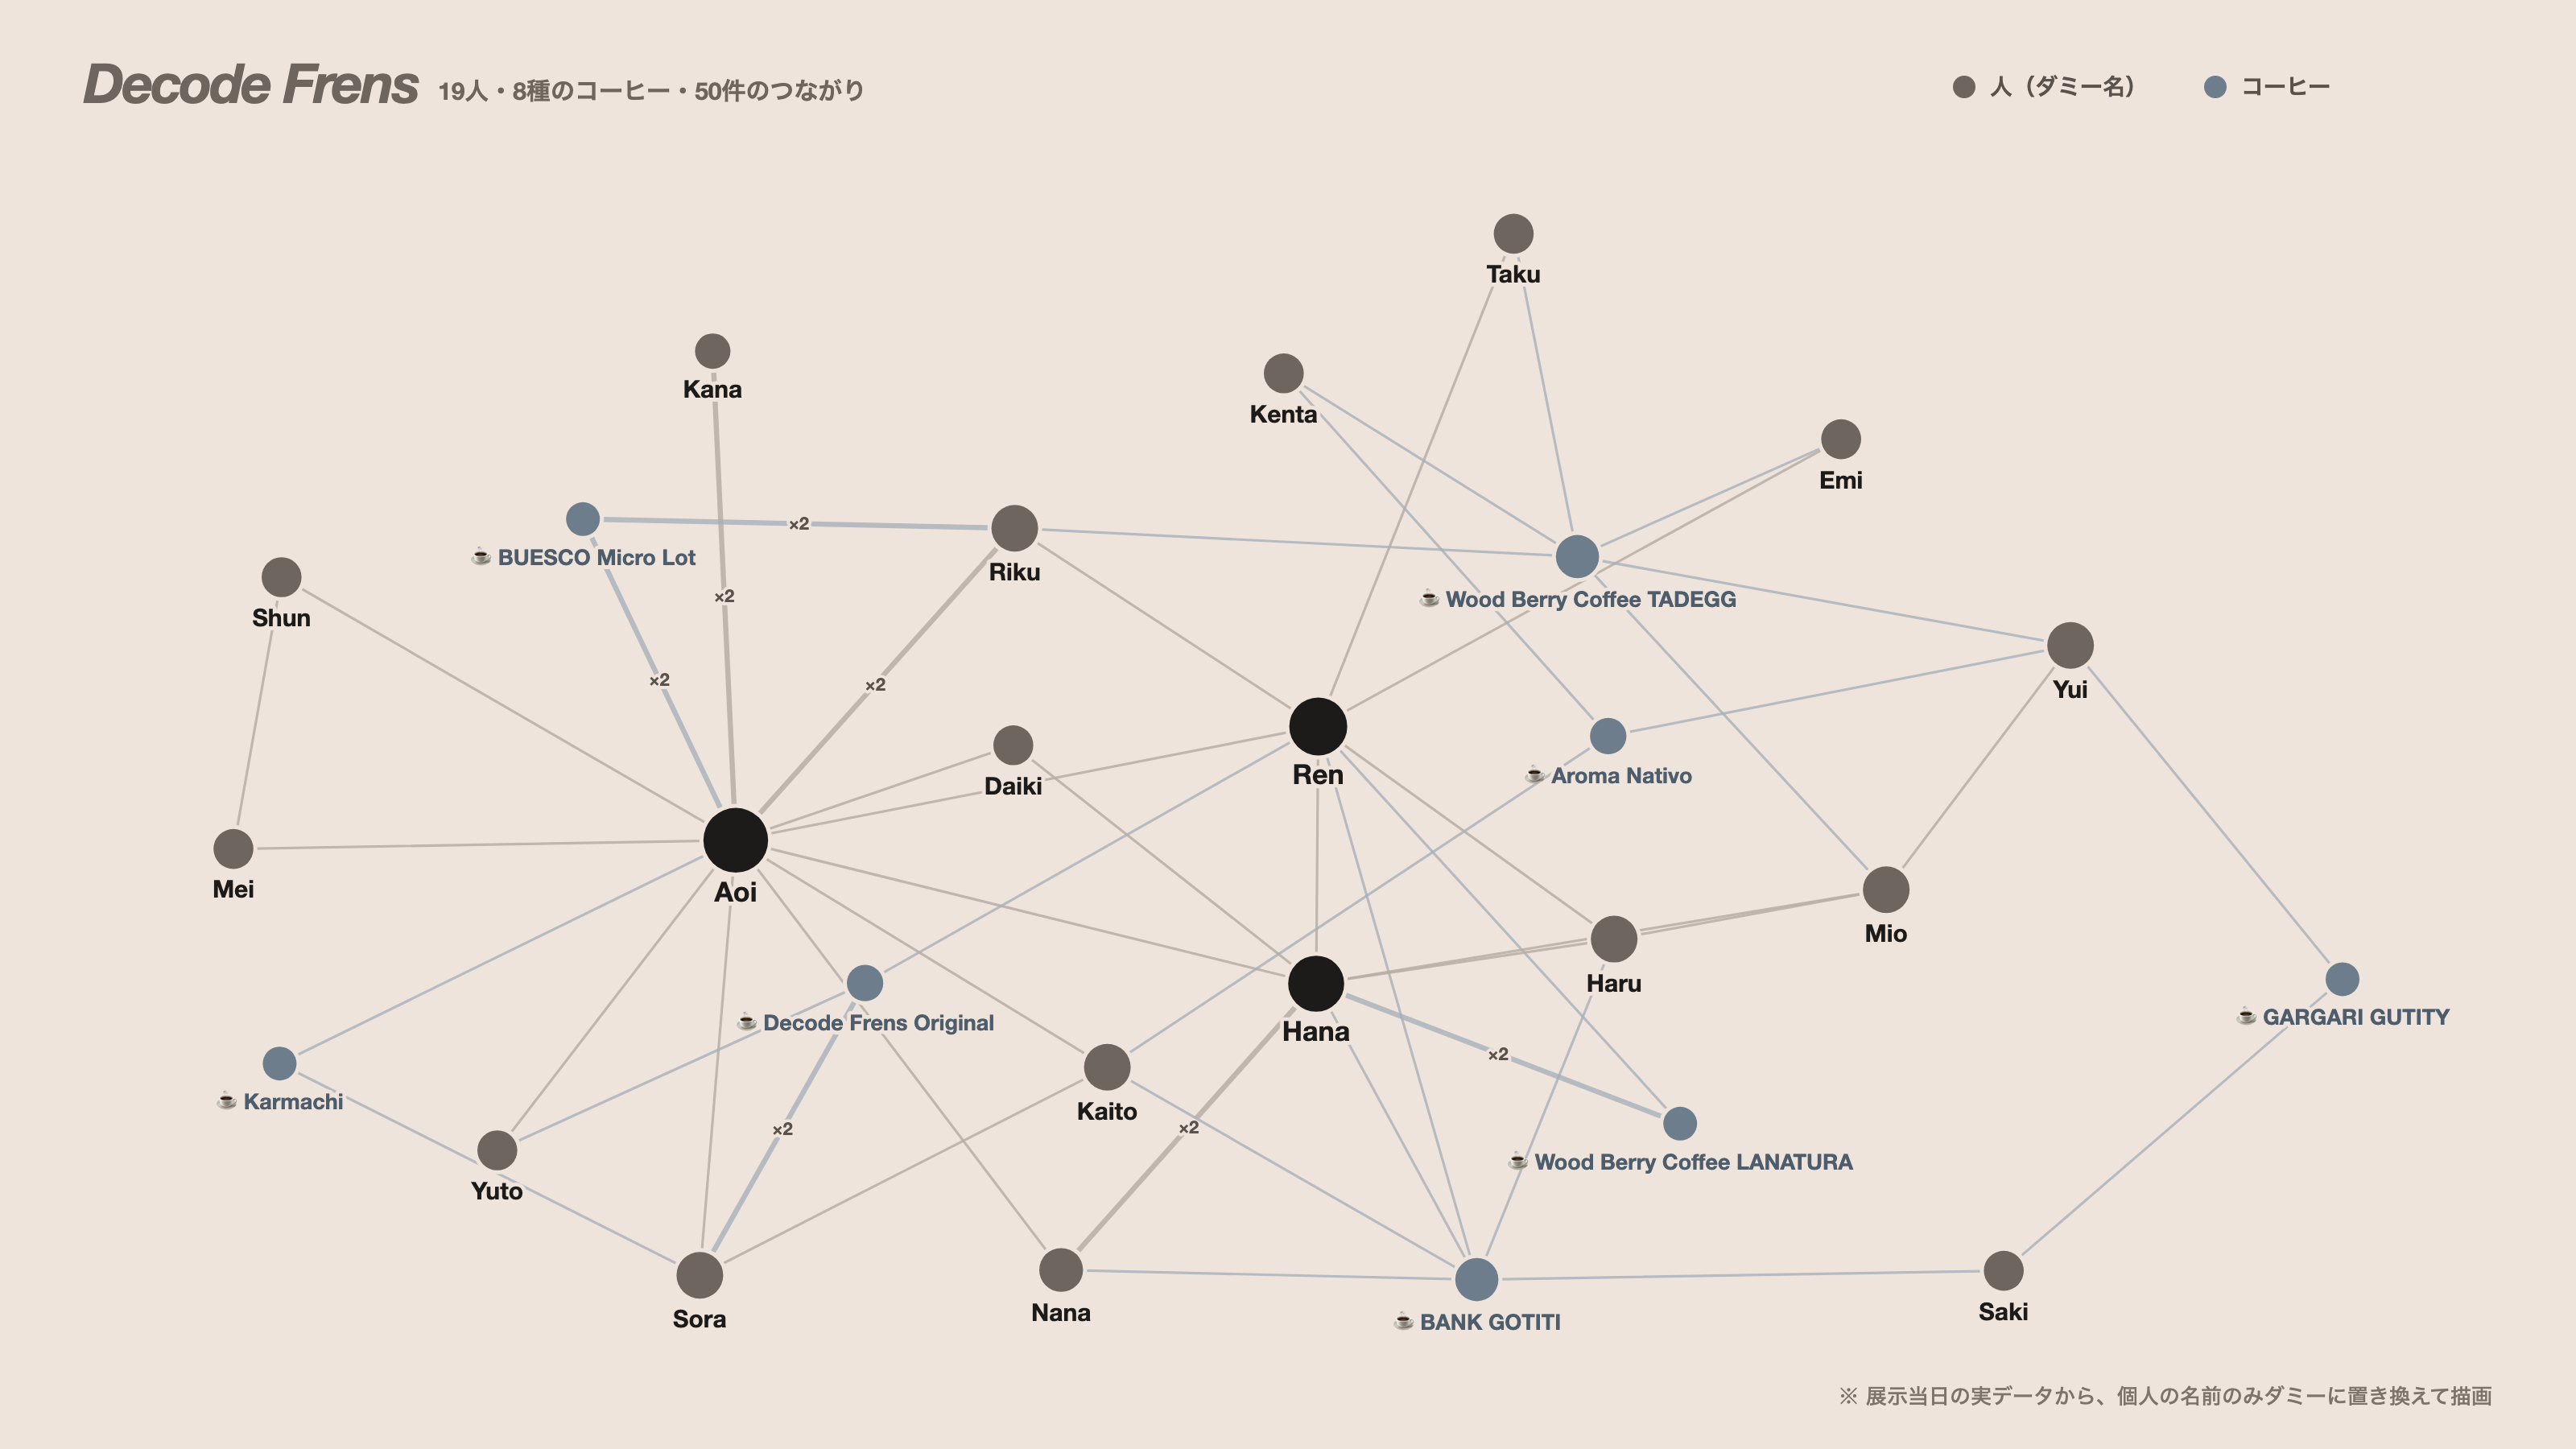 Decode Frens 19人・8種のコーヒー・50件のつながり
人（ダミー名） コーヒー
Taku
Kana
Kenta
Emi
×2
☕ BUESCO Micro Lot
Riku
×2
☕ Wood Berry Coffee TADEGG
Shun
×2
×2
Yui
Daiki
Ren
☕ Aroma Nativo
Mei
Aoi
Mio
Haru
☕ Decode Frens Original
Hana
☕ GARGARI GUTITY
×2
☕ Karmachi
Kaito
×2
×2
☕ Wood Berry Coffee LANATURA
Yuto
Sora
Nana
☕ BANK GOTITI
Saki
※ 展示当日の実データから、個人の名前のみダミーに置き換えて描画